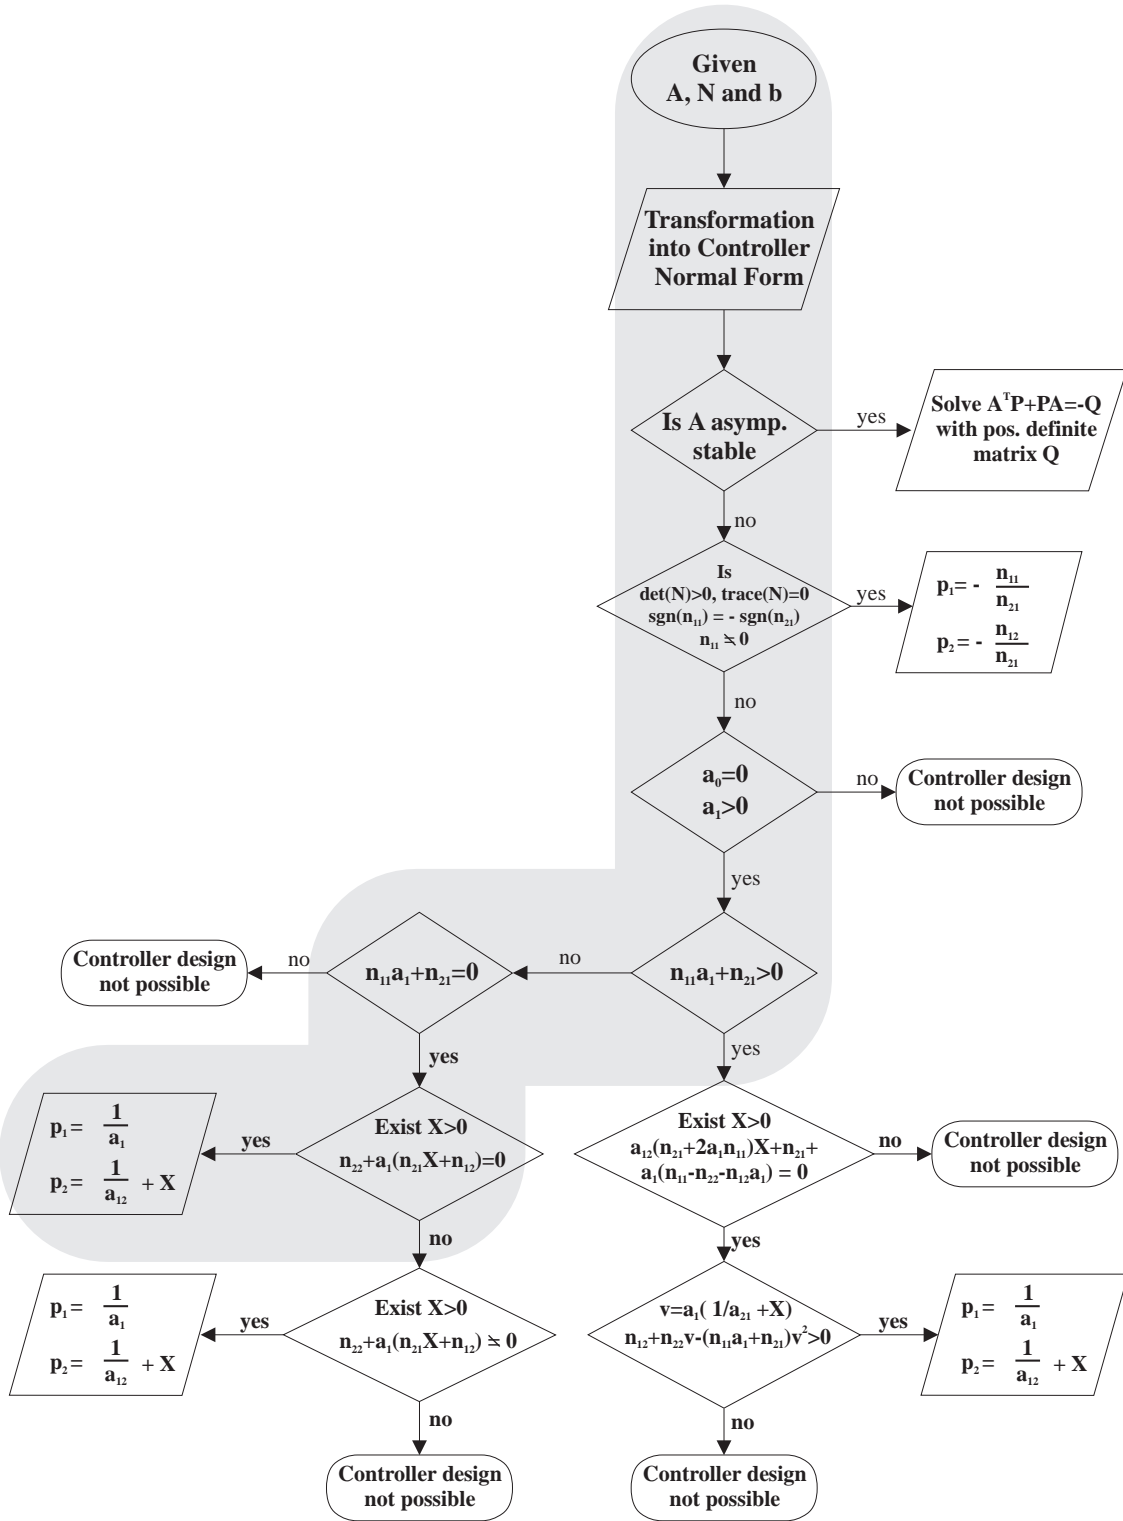 Given
A, N and b
Transformation
into Controller
Normal Form
Is A asymp.
stable
yes
Solve AᵀP+PA=-Q
with pos. definite
matrix Q
no
Is
det(N)>0, trace(N)=0
sgn(n₁₁) = - sgn(n₂₁)
n₁₁ ≒ 0
yes
p₁= - n₁₁
n₂₁
p₂= - n₁₂
n₂₁
no
a₀=0
a₁>0
no
Controller design
not possible
yes
n₁₁a₁+n₂₁>0
no
n₁₁a₁+n₂₁=0
no
Controller design
not possible
yes
yes
Exist X>0
n₂₂+a₁(n₂₁X+n₁₂)=0
yes
p₁= 1
a₁
p₂= 1
a₁₂ + X
Exist X>0
a₁₂(n₂₁+2a₁n₁₁)X+n₂₁+
a₁(n₁₁-n₂₂-n₁₂a₁) = 0
no
Controller design
not possible
no
yes
Exist X>0
n₂₂+a₁(n₂₁X+n₁₂) ≒ 0
yes
p₁= 1
a₁
p₂= 1
a₁₂ + X
v=a₁( 1/a₂₁ +X)
n₁₂+n₂₂v-(n₁₁a₁+n₂₁)v²>0
yes
p₁= 1
a₁
p₂= 1
a₁₂ + X
no
no
Controller design
not possible
Controller design
not possible